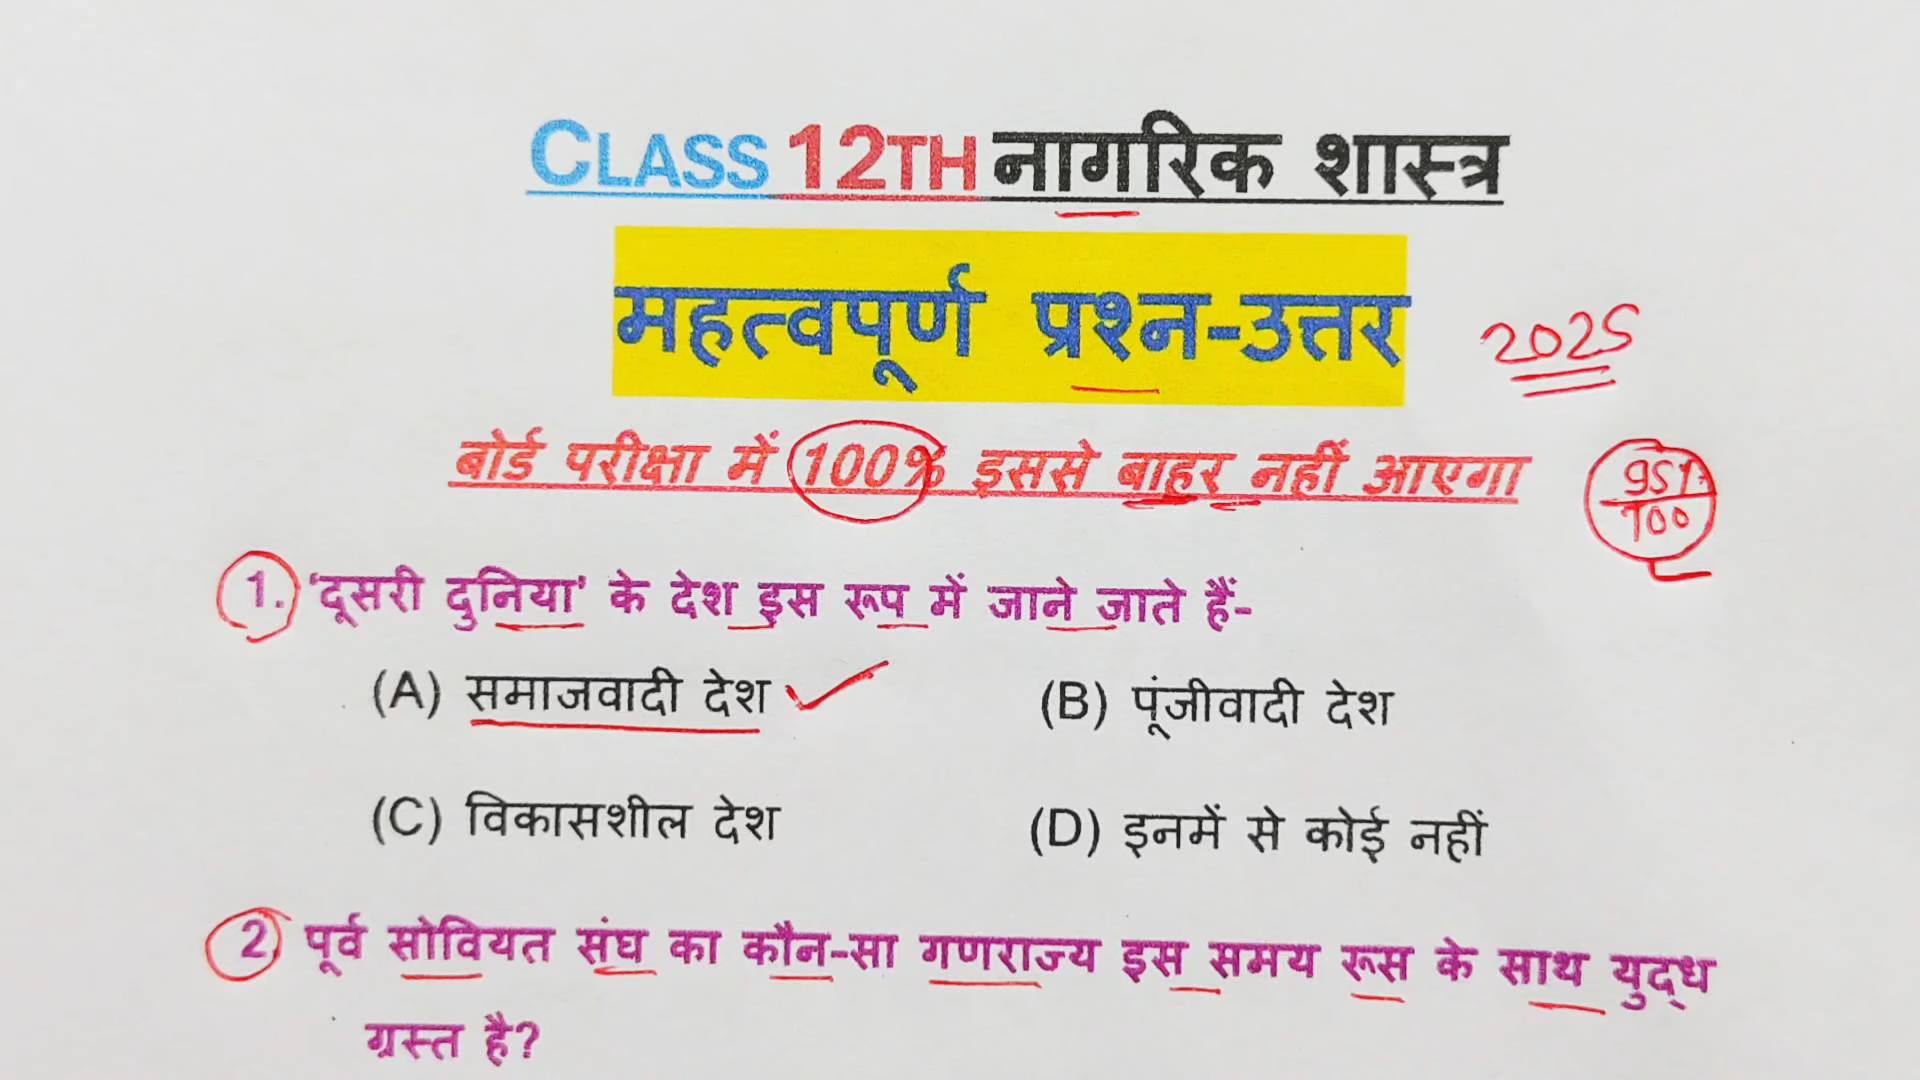 CLASS 12TH नागरिक शास्त्र
महत्वपूर्ण प्रश्न-उत्तर
2025
बोर्ड परीक्षा में 100% इससे बाहर नहीं आएगा
95+
100
1. 'दूसरी दुनिया' के देश इस रूप में जाने जाते हैं-
(A) समाजवादी देश (B) पूंजीवादी देश
(C) विकासशील देश (D) इनमें से कोई नहीं
2. पूर्व सोवियत संघ का कौन-सा गणराज्य इस समय रूस के साथ युद्ध
ग्रस्त है?